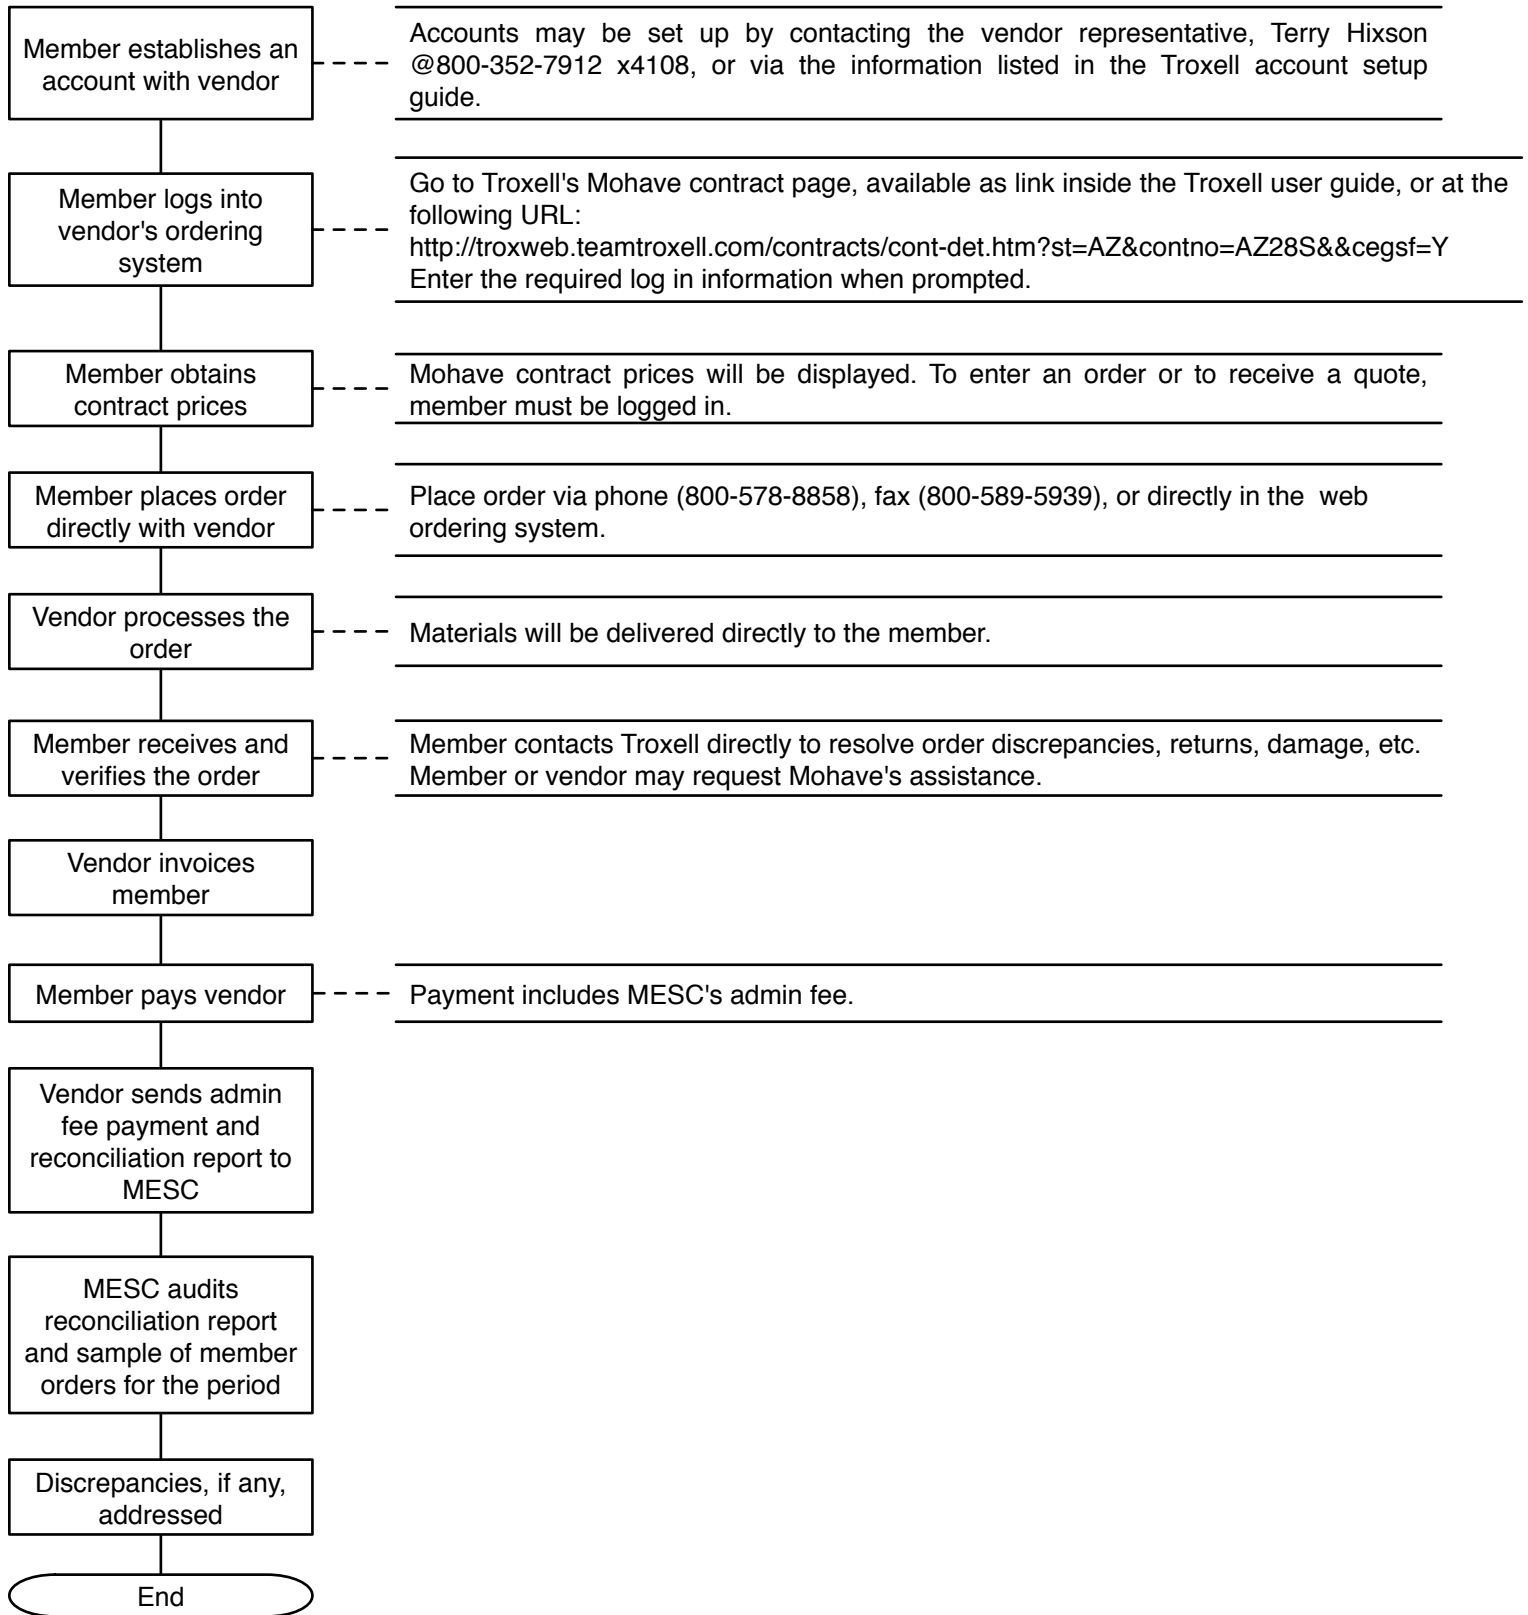 Member establishes an
account with vendor
Accounts may be set up by contacting the vendor representative, Terry Hixson
@800-352-7912 x4108, or via the information listed in the Troxell account setup
guide.
Member logs into
vendor's ordering
system
Go to Troxell's Mohave contract page, available as link inside the Troxell user guide, or at the
following URL:
http://troxweb.teamtroxell.com/contracts/cont-det.htm?st=AZ&contno=AZ28S&&cegsf=Y
Enter the required log in information when prompted.
Member obtains
contract prices
Mohave contract prices will be displayed. To enter an order or to receive a quote,
member must be logged in.
Member places order
directly with vendor
Place order via phone (800-578-8858), fax (800-589-5939), or directly in the web
ordering system.
Vendor processes the
order
Materials will be delivered directly to the member.
Member receives and
verifies the order
Member contacts Troxell directly to resolve order discrepancies, returns, damage, etc.
Member or vendor may request Mohave's assistance.
Vendor invoices
member
Member pays vendor
Payment includes MESC's admin fee.
Vendor sends admin
fee payment and
reconciliation report to
MESC
MESC audits
reconciliation report
and sample of member
orders for the period
Discrepancies, if any,
addressed
End